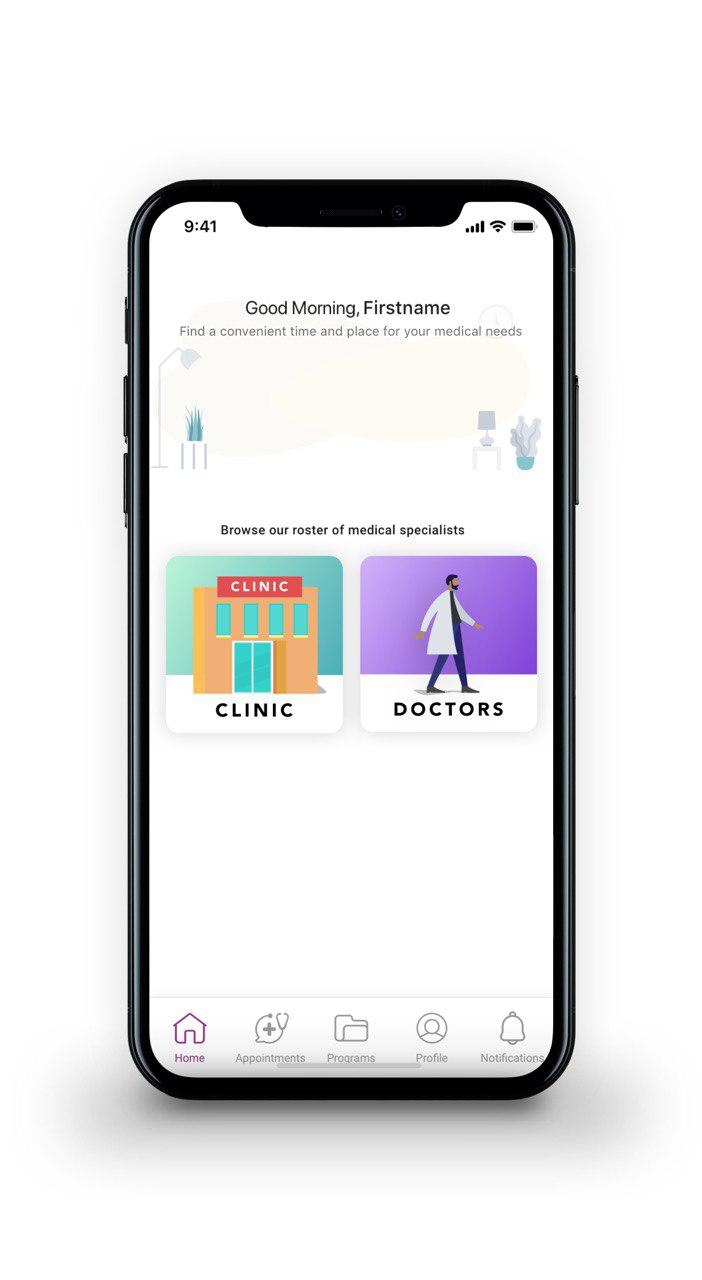 9:41
Good Morning, Firstname
Find a convenient time and place for your medical needs
Browse our roster of medical specialists
CLINIC
CLINIC
DOCTORS
Home
Appointments
Programs
Profile
Notifications